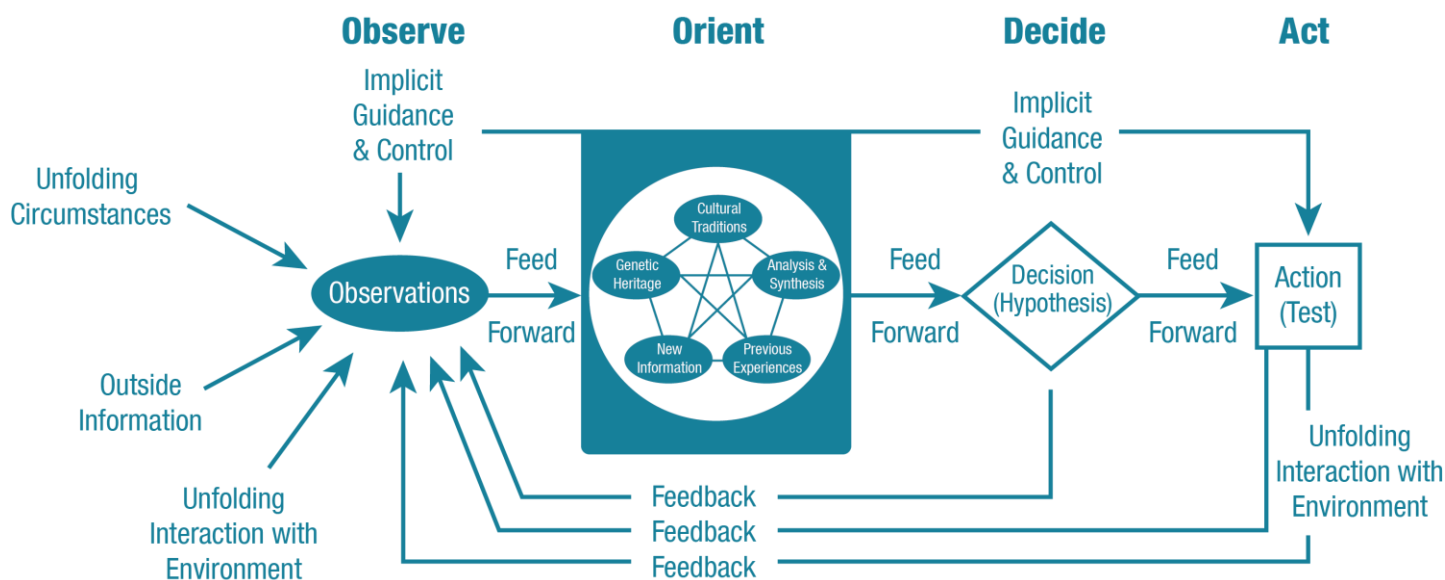 Observe
Orient
Decide
Act
Implicit
Guidance
& Control
Implicit
Guidance
& Control
Unfolding
Circumstances
Cultural
Traditions
Genetic
Heritage
Analysis &
Synthesis
New
Information
Previous
Experiences
Observations
Feed
Forward
Feed
Forward
Decision
(Hypothesis)
Feed
Forward
Action
(Test)
Outside
Information
Unfolding
Interaction with
Environment
Unfolding
Interaction with
Environment
Feedback
Feedback
Feedback